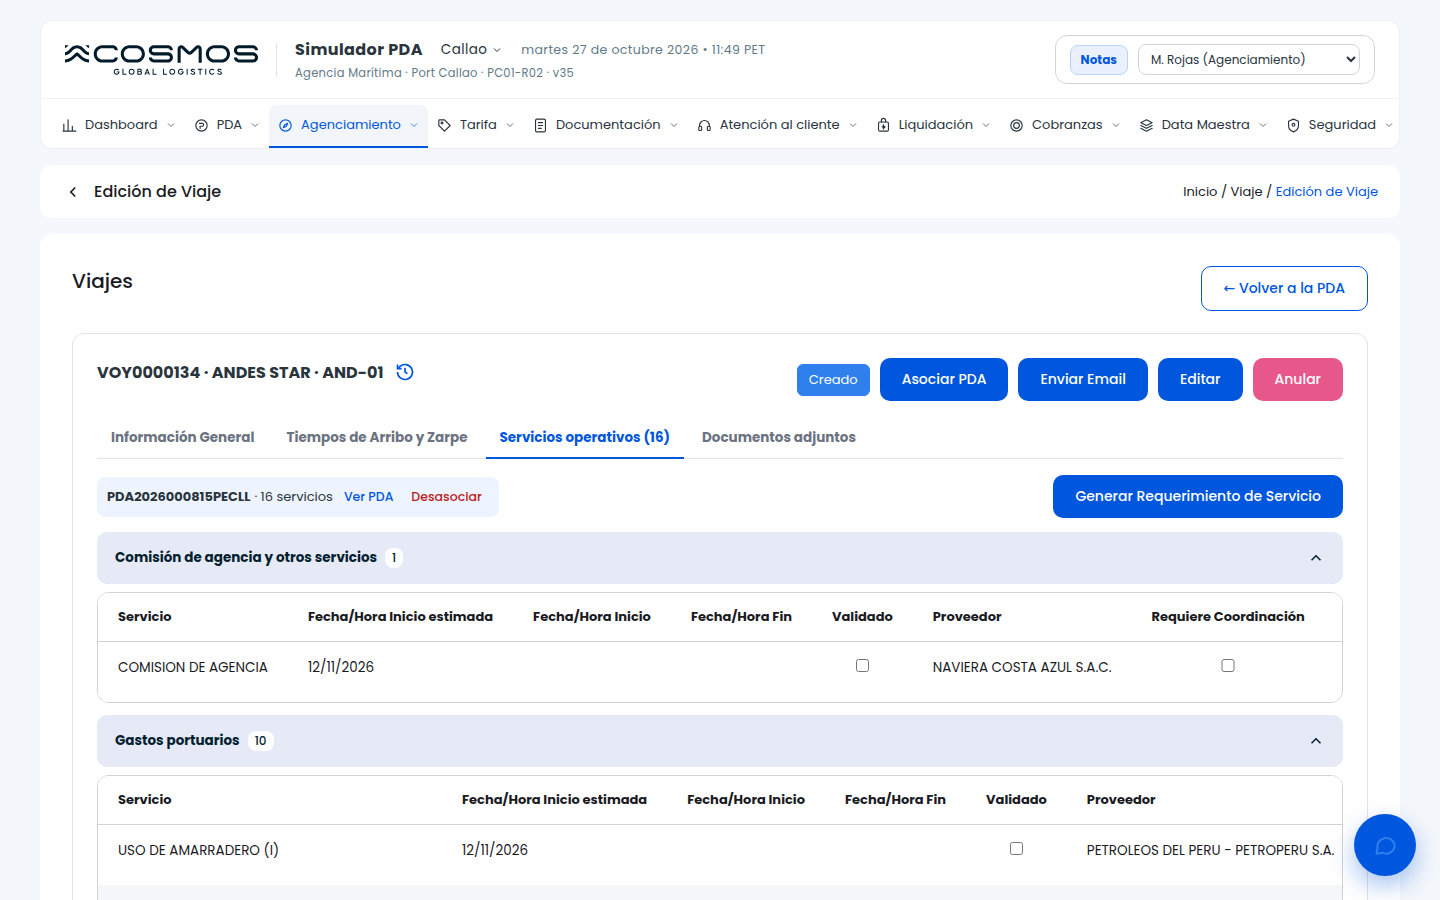 COSMOS
GLOBAL LOGISTICS
Simulador PDA Callao martes 27 de octubre 2026 • 11:49 PET
Agencia Marítima · Port Callao · PC01-R02 · v35
Notas M. Rojas (Agenciamiento)
Dashboard PDA Agenciamiento Tarifa Documentación Atención al cliente Liquidación Cobranzas Data Maestra Seguridad
Edición de Viaje Inicio / Viaje / Edición de Viaje
Viajes ← Volver a la PDA
VOY0000134 · ANDES STAR · AND-01 Creado Asociar PDA Enviar Email Editar Anular
Información General Tiempos de Arribo y Zarpe Servicios operativos (16) Documentos adjuntos
PDA2026000815PECLL · 16 servicios Ver PDA Desasociar Generar Requerimiento de Servicio
Comisión de agencia y otros servicios 1
Servicio Fecha/Hora Inicio estimada Fecha/Hora Inicio Fecha/Hora Fin Validado Proveedor Requiere Coordinación
COMISION DE AGENCIA 12/11/2026 NAVIERA COSTA AZUL S.A.C.
Gastos portuarios 10
Servicio Fecha/Hora Inicio estimada Fecha/Hora Inicio Fecha/Hora Fin Validado Proveedor
USO DE AMARRADERO (I) 12/11/2026 PETROLEOS DEL PERU - PETROPERU S.A.